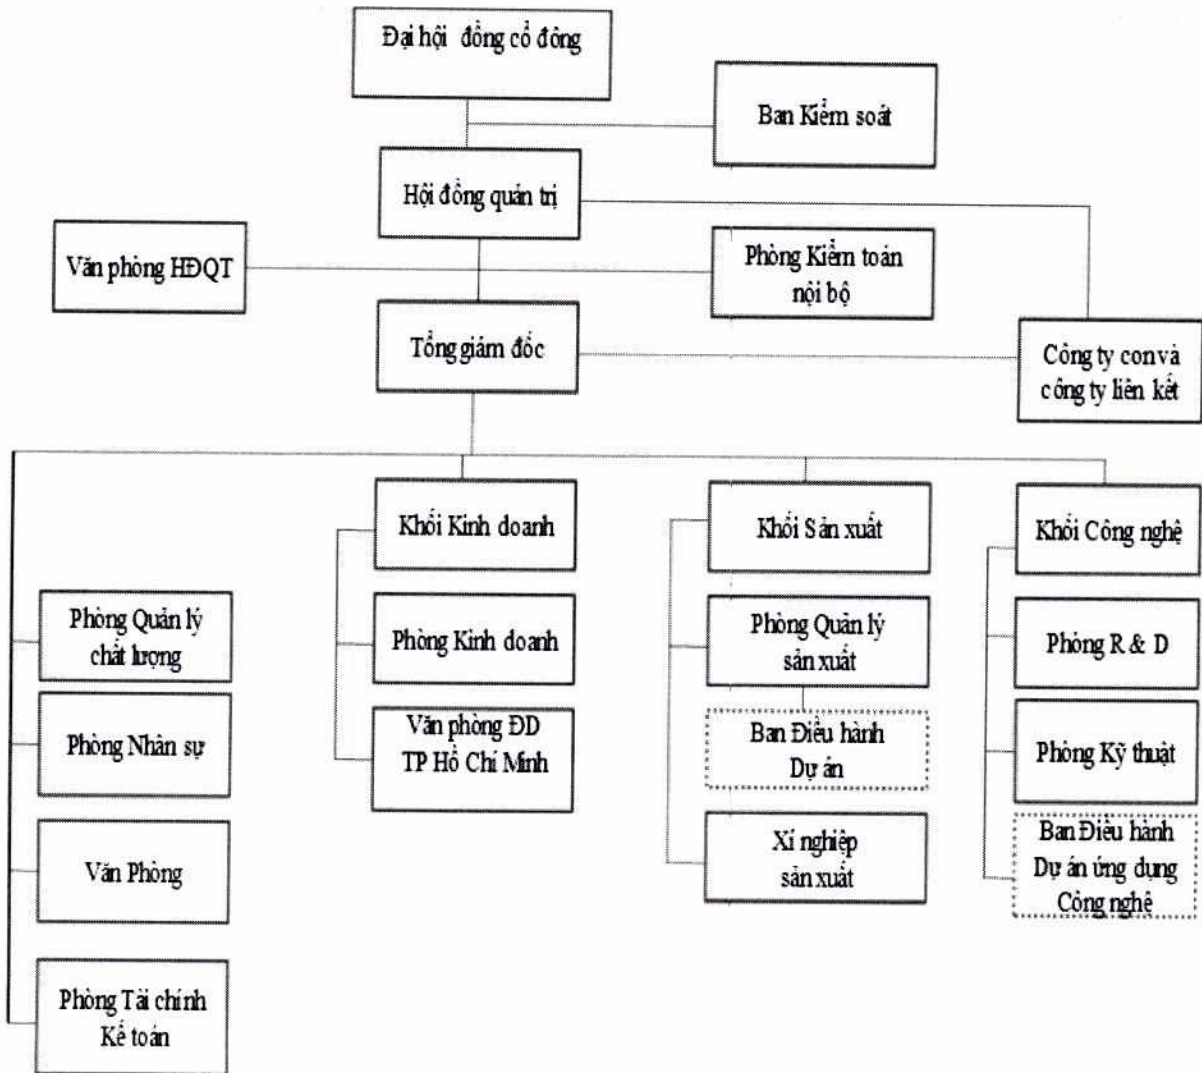 Đại hội đồng cổ đông
Ban Kiểm soát
Hội đồng quản trị
Văn phòng HĐQT
Phòng Kiểm toán
nội bộ
Tổng giám đốc
Công ty con và
công ty liên kết
Khối Kinh doanh
Khối Sản xuất
Khối Công nghệ
Phòng Quản lý
chất lượng
Phòng Nhân sự
Văn Phòng
Phòng Tài chính
Kế toán
Phòng Kinh doanh
Văn phòng ĐD
TP Hồ Chí Minh
Phòng Quản lý
sản xuất
Ban Điều hành
Dự án
Xí nghiệp
sản xuất
Phòng R & D
Phòng Kỹ thuật
Ban Điều hành
Dự án ứng dụng
Công nghệ